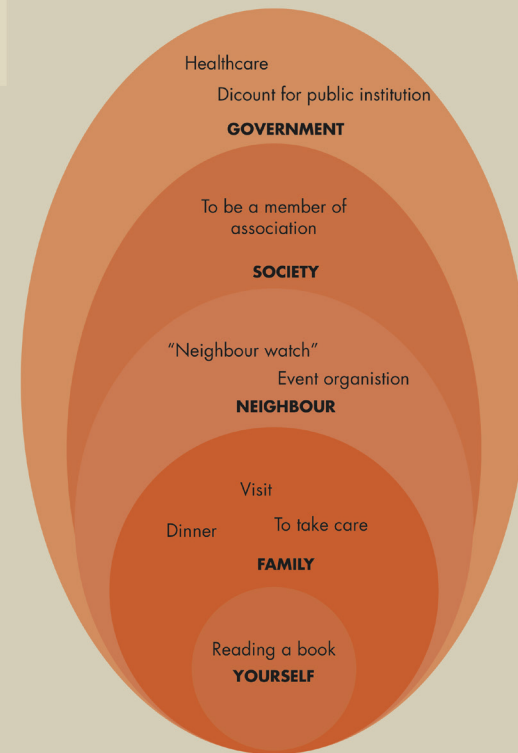 Healthcare
Dicount for public institution
GOVERNMENT
To be a member of
association
SOCIETY
"Neighbour watch"
Event organistion
NEIGHBOUR
Visit
To take care
Dinner
FAMILY
Reading a book
YOURSELF